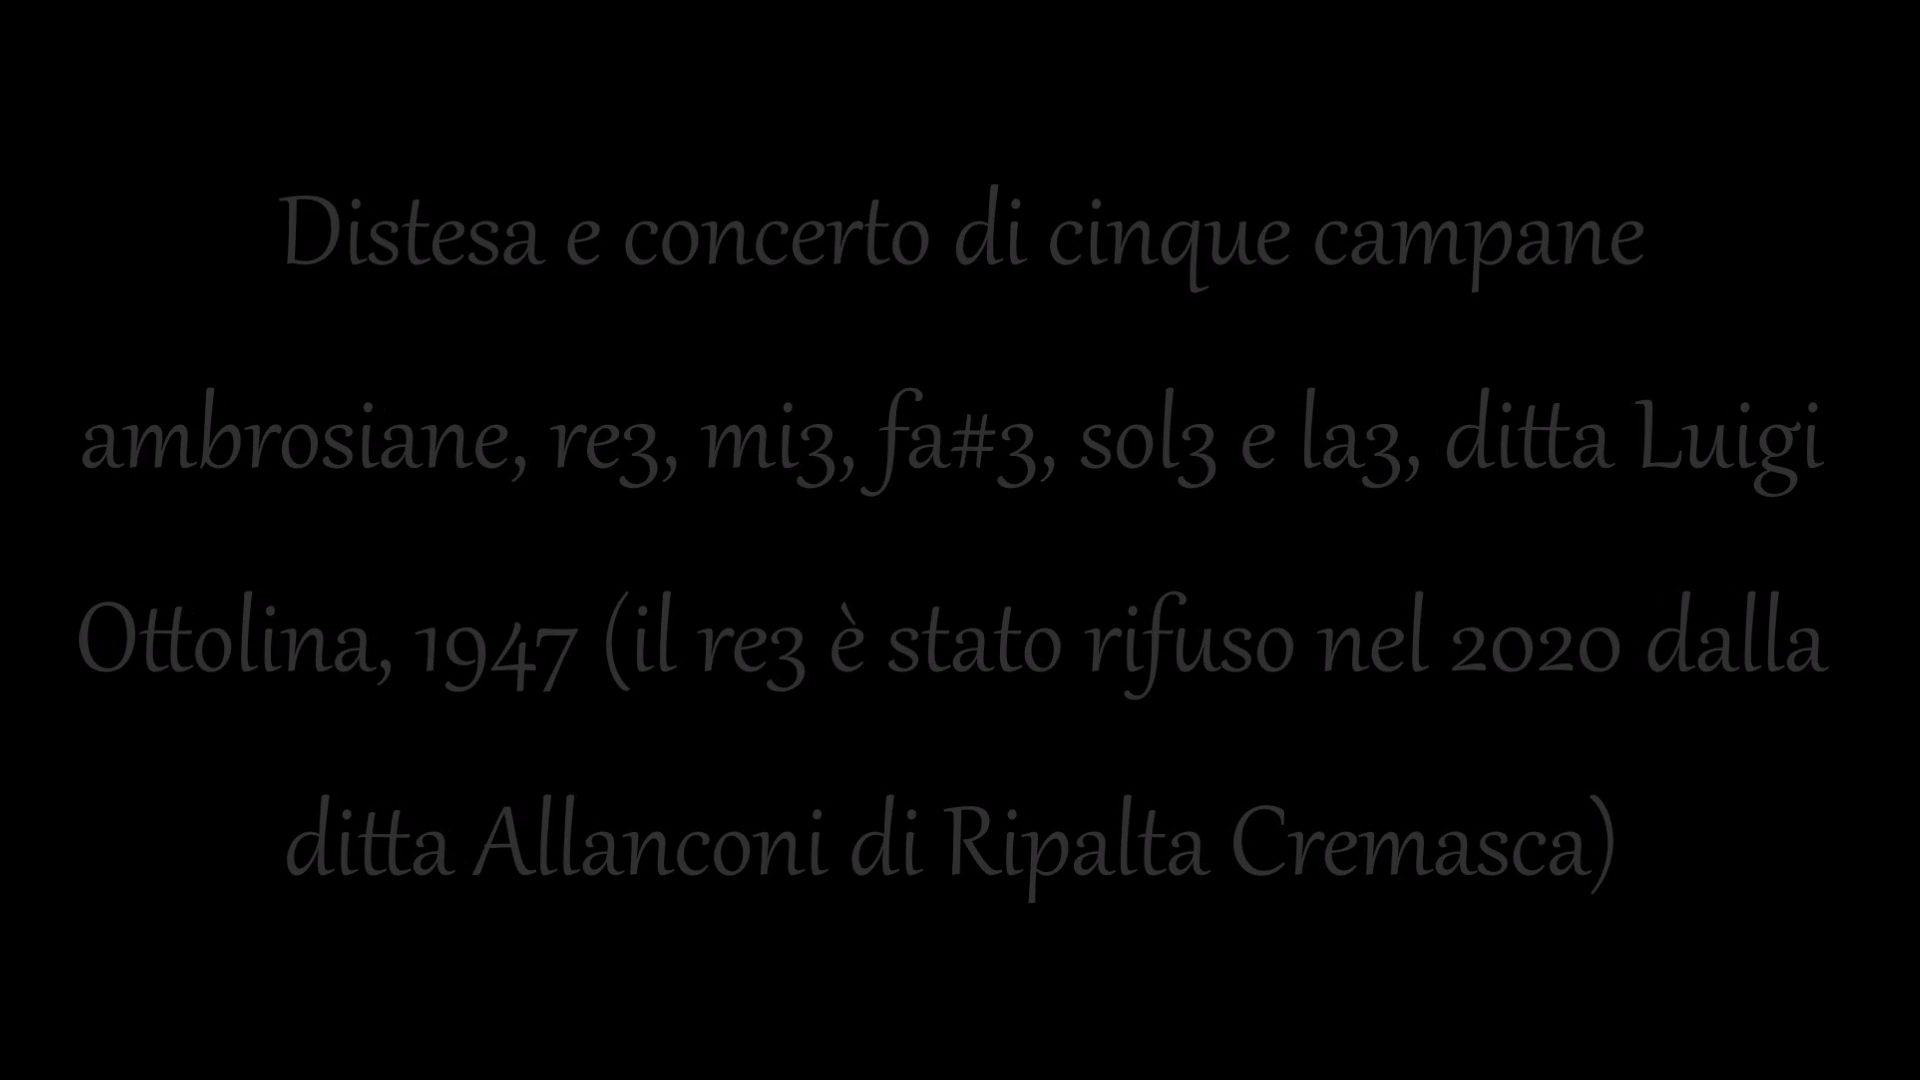 Distesa e concerto di cinque campane
ambrosiane, re3, mi3, fa#3, sol3 e la3, ditta Luigi
Ottolina, 1947 (il re3 è stato rifuso nel 2020 dalla
ditta Allanconi di Ripalta Cremasca)